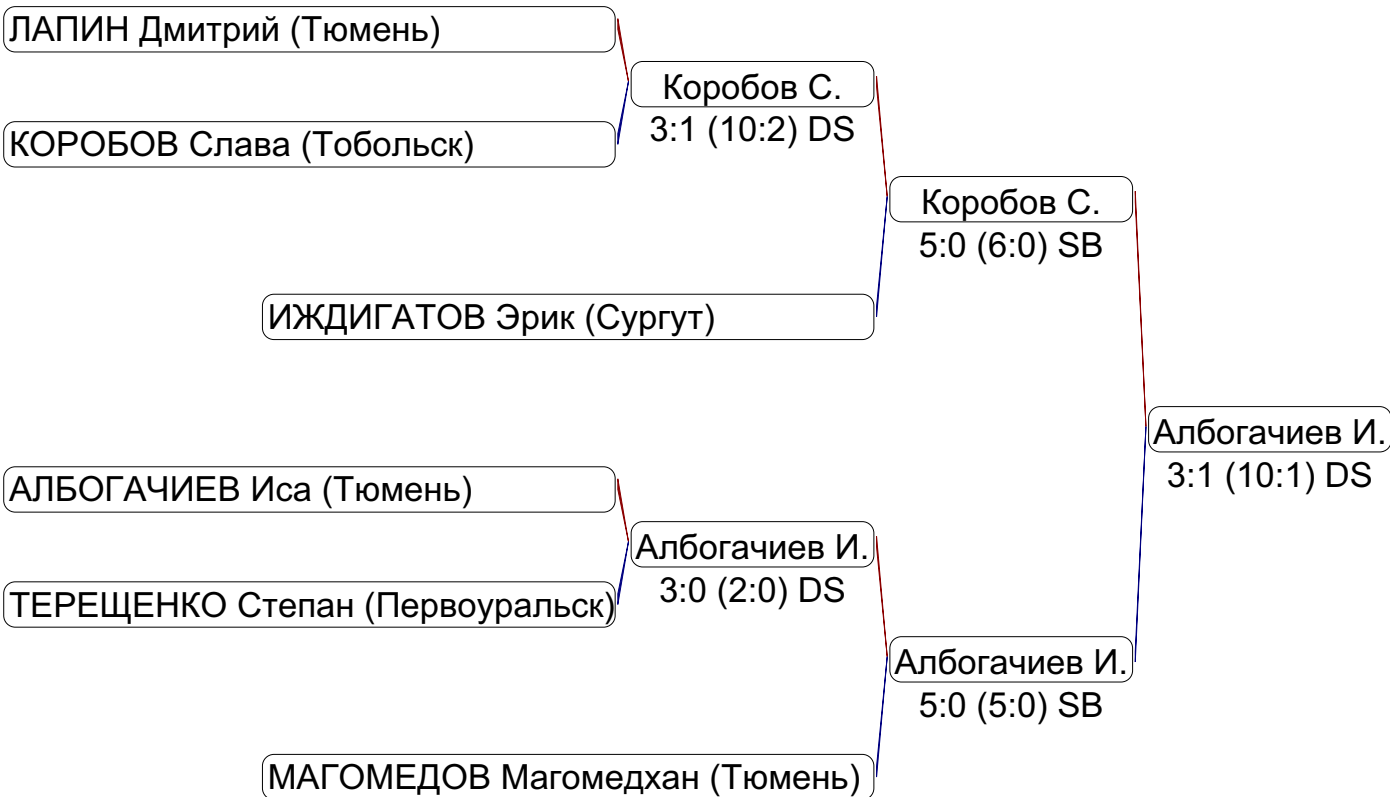 ЛАПИН Дмитрий (Тюмень)
Коробов С.
3:1 (10:2) DS
КОРОБОВ Слава (Тобольск)
Коробов С.
5:0 (6:0) SB
ИЖДИГАТОВ Эрик (Сургут)
Албогачиев И.
3:1 (10:1) DS
АЛБОГАЧИЕВ Иса (Тюмень)
Албогачиев И.
3:0 (2:0) DS
ТЕРЕЩЕНКО Степан (Первоуральск)
Албогачиев И.
5:0 (5:0) SB
МАГОМЕДОВ Магомедхан (Тюмень)